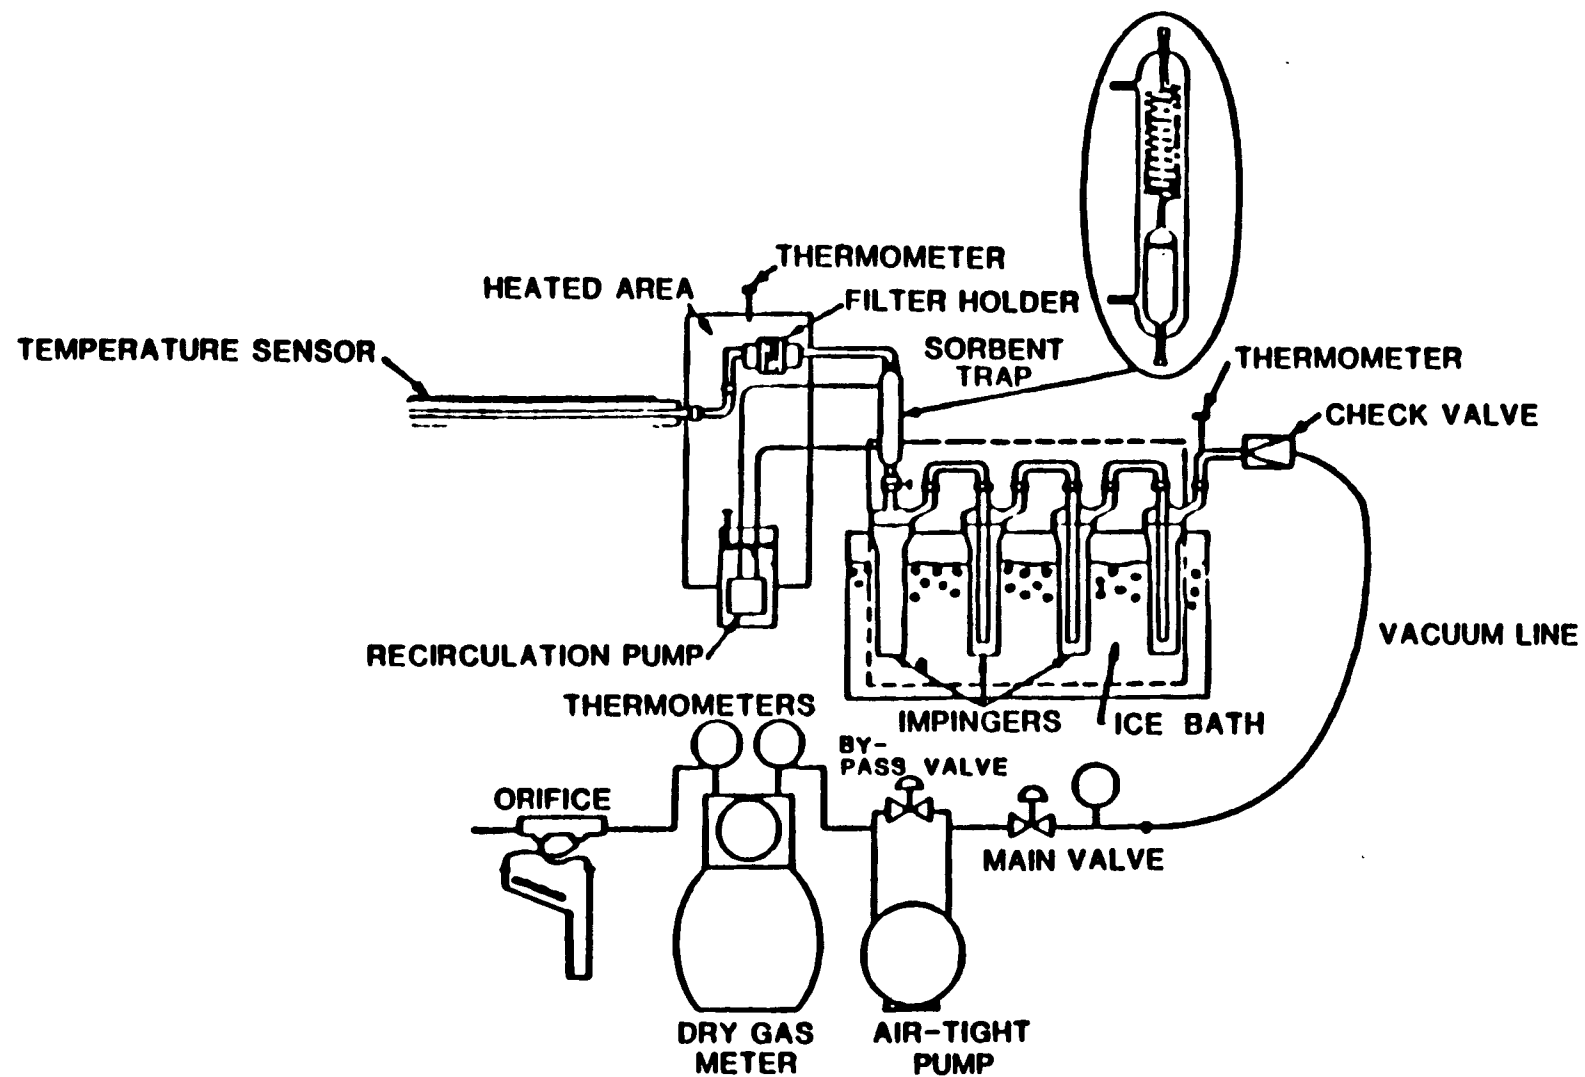 THERMOMETER
HEATED AREA
FILTER HOLDER
TEMPERATURE SENSOR
SORBENT
TRAP
THERMOMETER
CHECK VALVE
VACUUM LINE
RECIRCULATION PUMP
THERMOMETERS
IMPINGERS
ICE BATH
BY-
PASS VALVE
ORIFICE
MAIN VALVE
DRY GAS
METER
AIR-TIGHT
PUMP